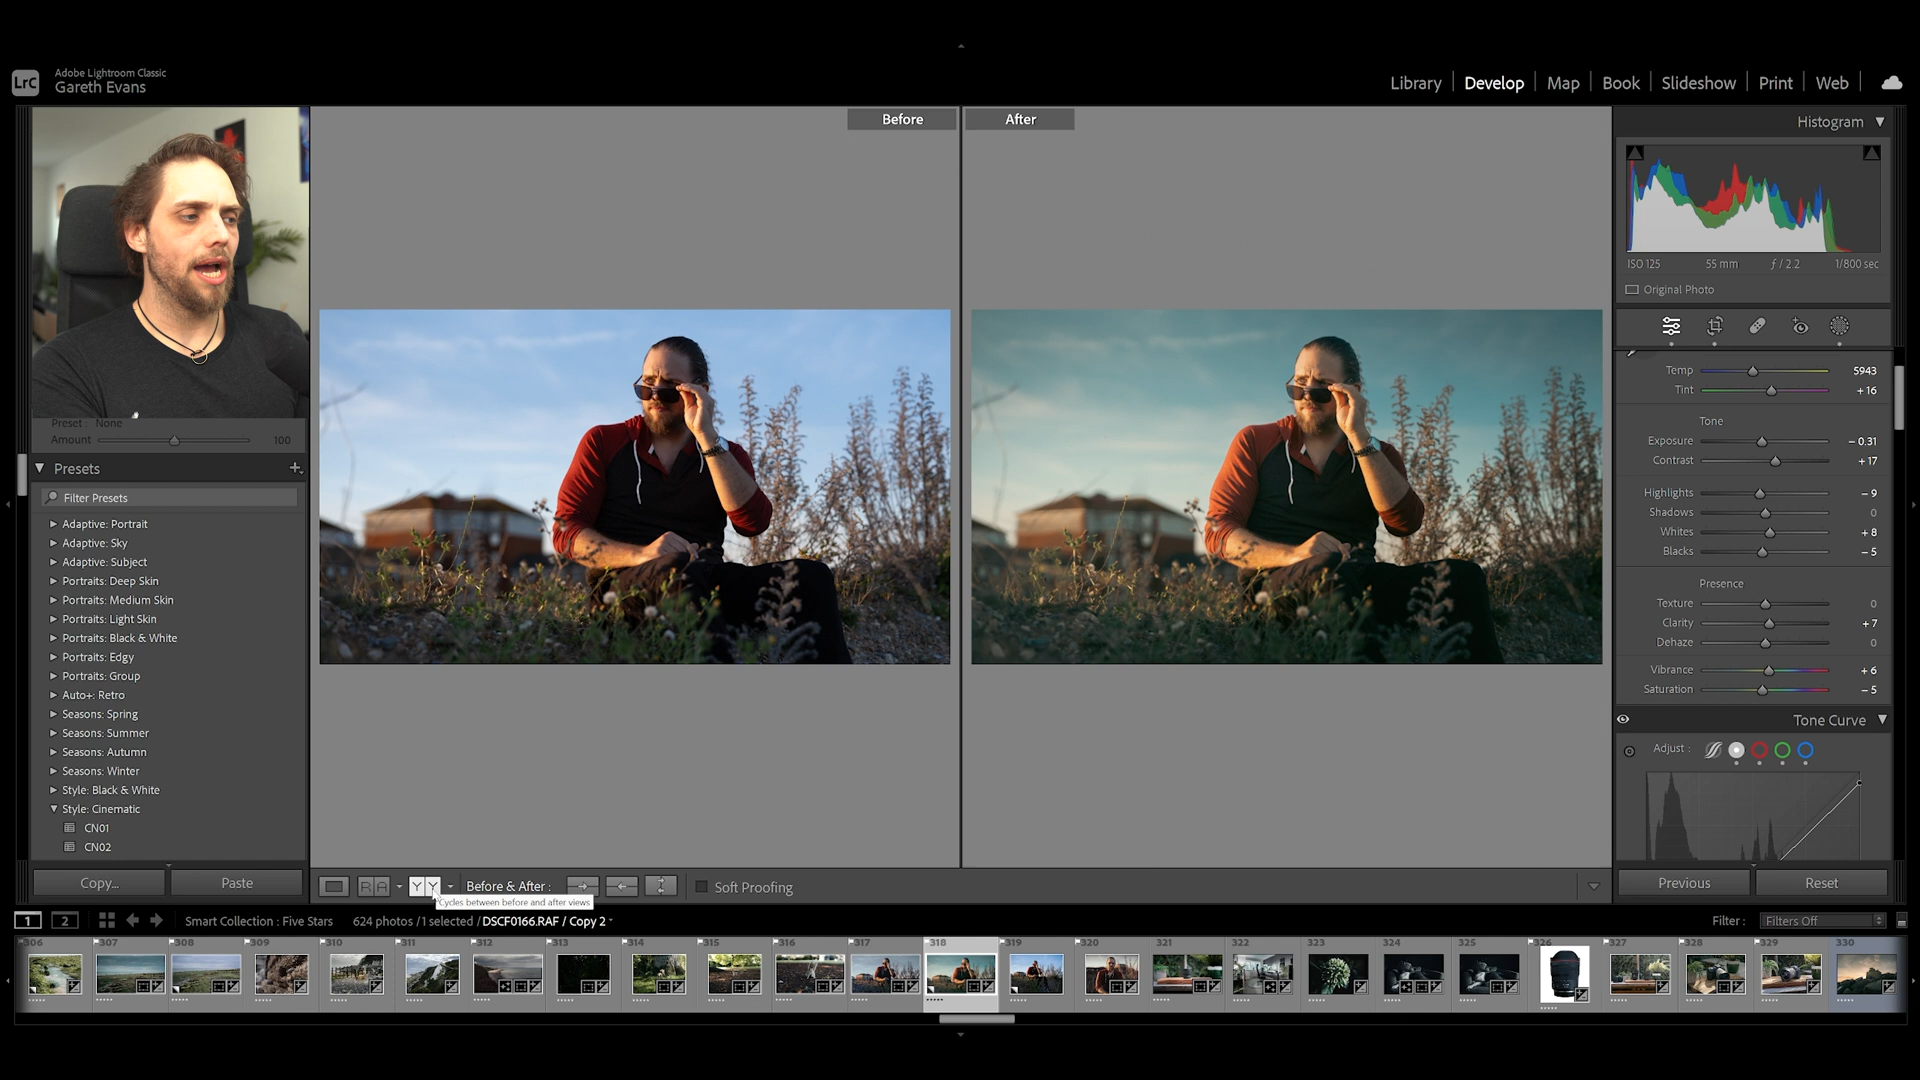 LrC
Adobe Lightroom Classic
Gareth Evans
Library
Develop
Map
Book
Slideshow
Print
Web
Before
After
Histogram
ISO 125
55 mm
ƒ / 2.2
1/800 sec
Original Photo
Temp 5943
Tint + 16
Tone
Exposure – 0.31
Contrast + 17
Highlights – 9
Shadows 0
Whites + 8
Blacks – 5
Presence
Texture 0
Clarity + 7
Dehaze 0
Vibrance + 6
Saturation – 5
Tone Curve
Adjust :
Previous
Reset
Preset : None
Amount 100
Presets
Filter Presets
Adaptive: Portrait
Adaptive: Sky
Adaptive: Subject
Portraits: Deep Skin
Portraits: Medium Skin
Portraits: Light Skin
Portraits: Black & White
Portraits: Edgy
Portraits: Group
Auto+: Retro
Seasons: Spring
Seasons: Summer
Seasons: Autumn
Seasons: Winter
Style: Black & White
Style: Cinematic
CN01
CN02
Copy...
Paste
R A
Y Y
Before & After :
Soft Proofing
Cycles between before and after views
1
2
Smart Collection : Five Stars
624 photos / 1 selected / DSCF0166.RAF / Copy 2
Filter :
Filters Off
306 307 308 309 310 311 312 313 314 315 316 317 318 319 320 321 322 323 324 325 326 327 328 329 330